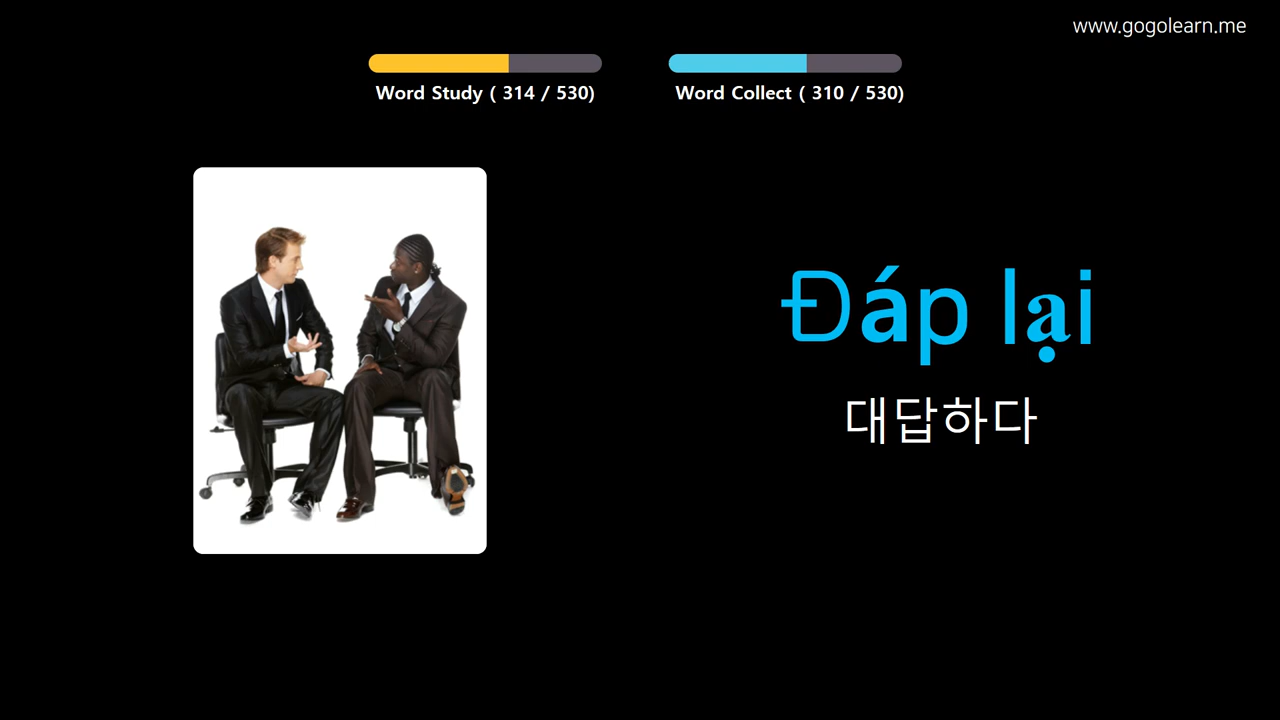 www.gogolearn.me
Word Study ( 314 / 530)
Word Collect ( 310 / 530)
Đáp lại
대답하다